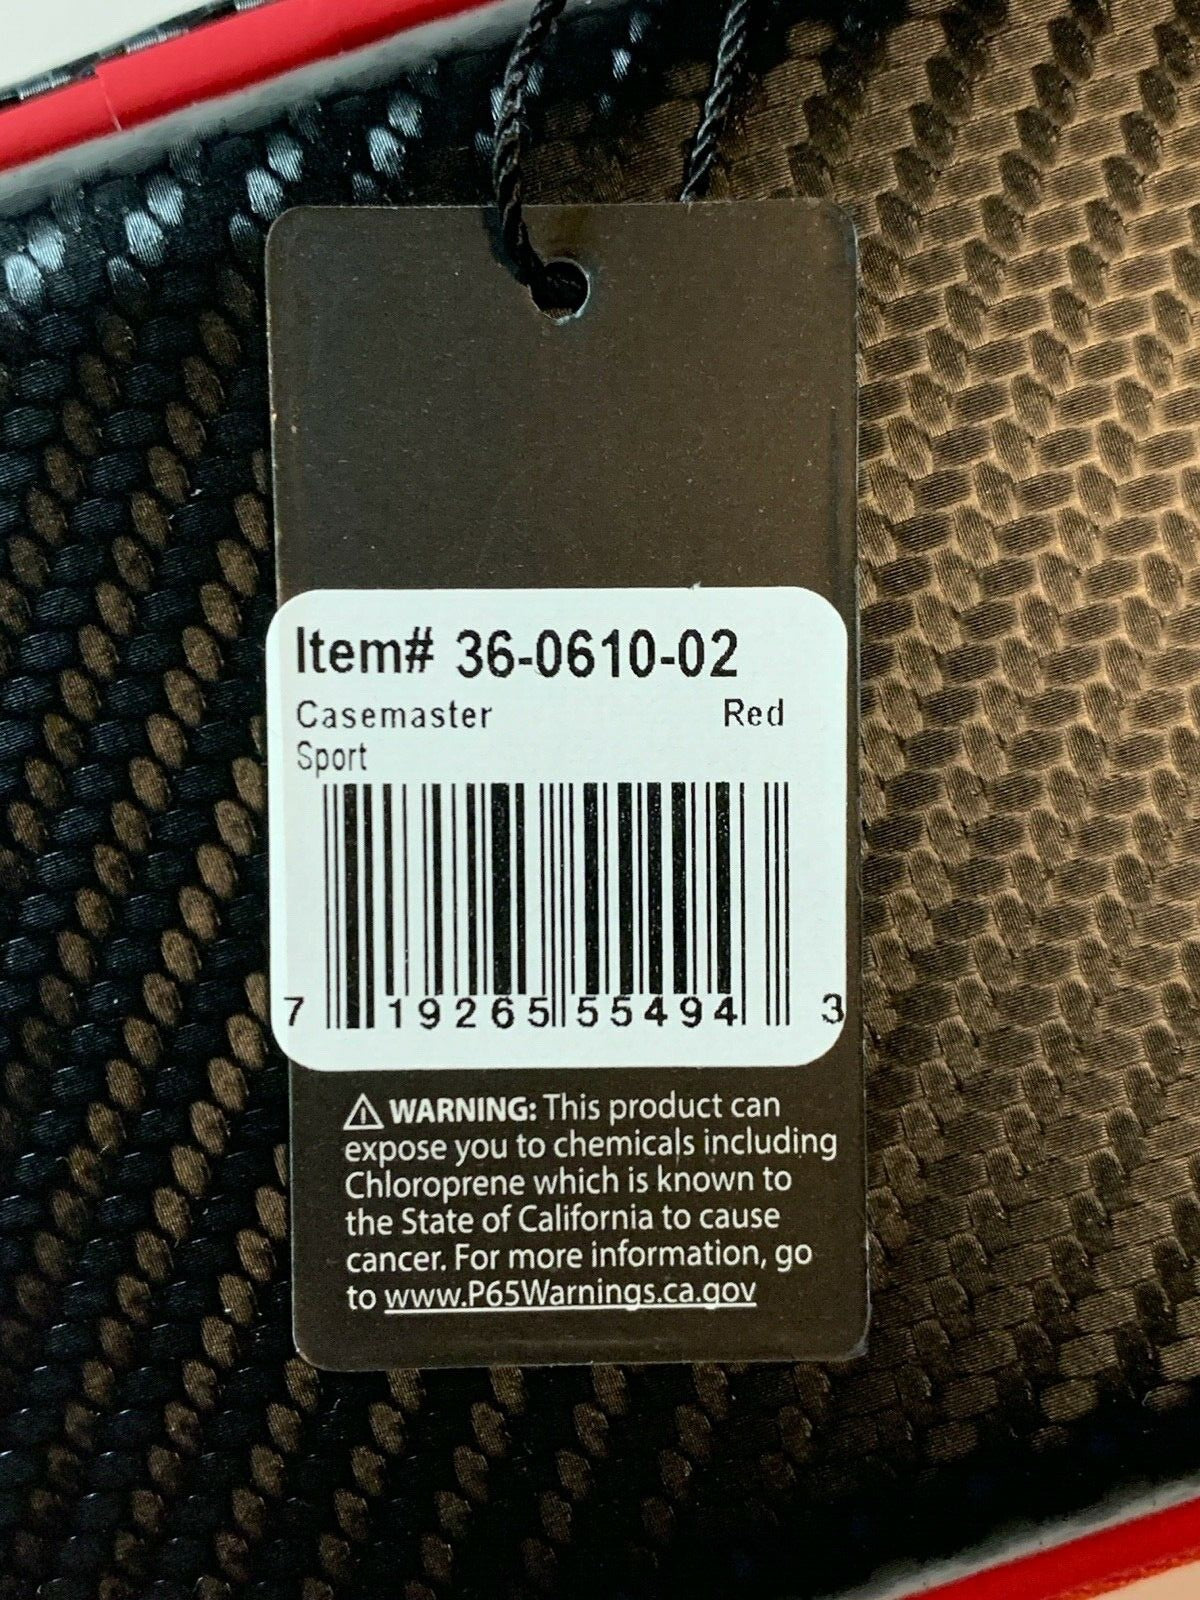 Item# 36-0610-02
Casemaster Red
Sport
7 19265 55494 3
⚠ WARNING: This product can
expose you to chemicals including
Chloroprene which is known to
the State of California to cause
cancer. For more information, go
to www.P65Warnings.ca.gov